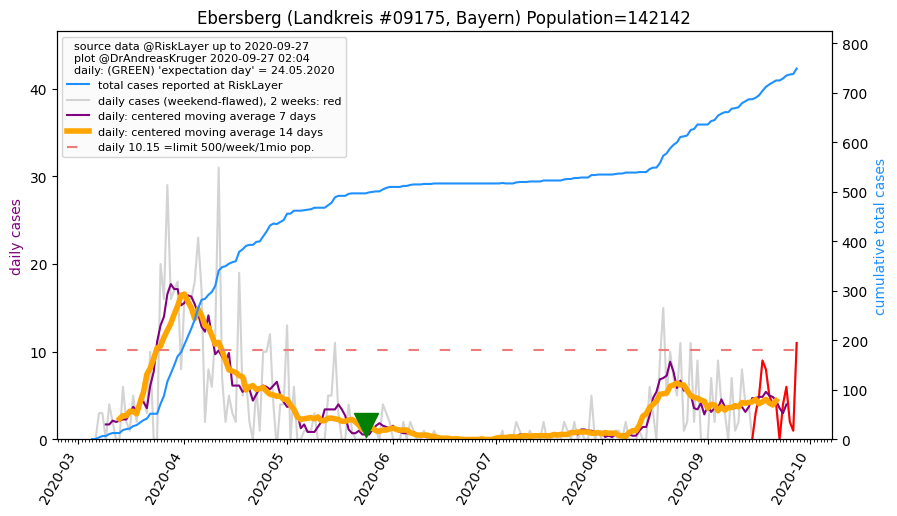 Ebersberg (Landkreis #09175, Bayern) Population=142142
source data @RiskLayer up to 2020-09-27
plot @DrAndreasKruger 2020-09-27 02:04
daily: (GREEN) 'expectation day' = 24.05.2020
total cases reported at RiskLayer
daily cases (weekend-flawed), 2 weeks: red
daily: centered moving average 7 days
daily: centered moving average 14 days
daily 10.15 =limit 500/week/1mio pop.
daily cases
40
30
20
10
0
cumulative total cases
800
700
600
500
400
300
200
100
0
2020-03
2020-04
2020-05
2020-06
2020-07
2020-08
2020-09
2020-10